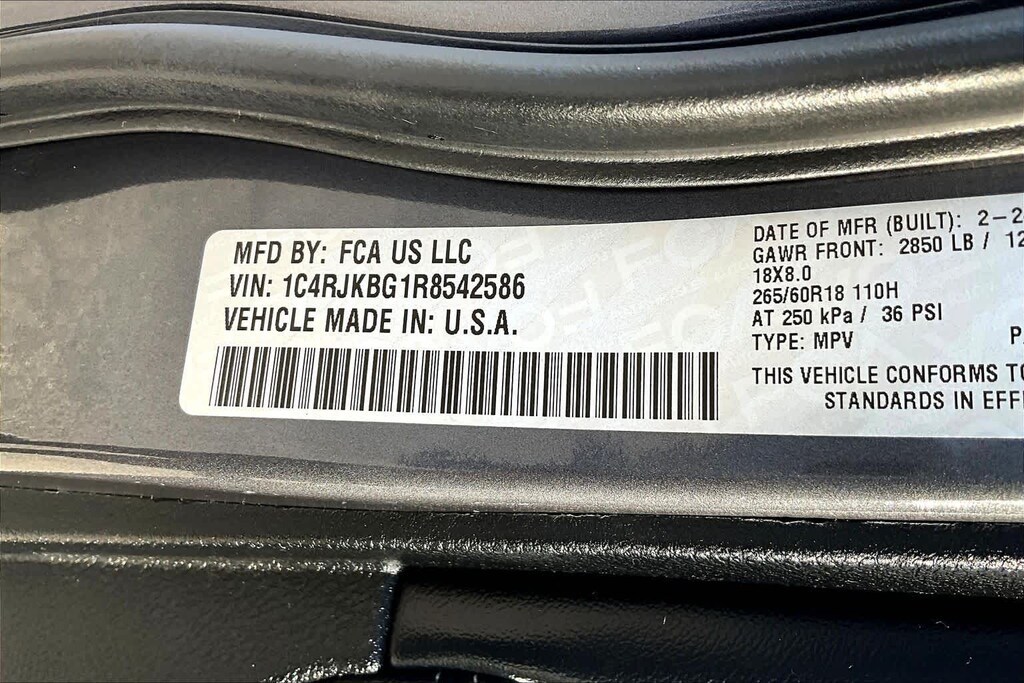 MFD BY: FCA US LLC
VIN: 1C4RJKBG1R8542586
VEHICLE MADE IN: U.S.A.
DATE OF MFR (BUILT): 2-2
GAWR FRONT: 2850 LB / 12
18X8.0
265/60R18 110H
AT 250 kPa / 36 PSI
TYPE: MPV
THIS VEHICLE CONFORMS TO
STANDARDS IN EFF